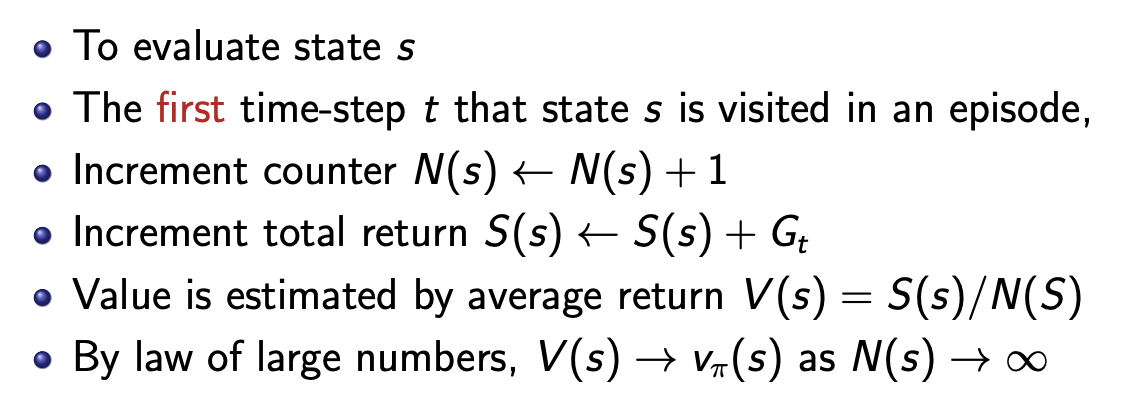 To evaluate state s
The first time-step t that state s is visited in an episode,
Increment counter N(s) ← N(s) + 1
Increment total return S(s) ← S(s) + Gₜ
Value is estimated by average return V(s) = S(s)/N(S)
By law of large numbers, V(s) → v_π(s) as N(s) → ∞